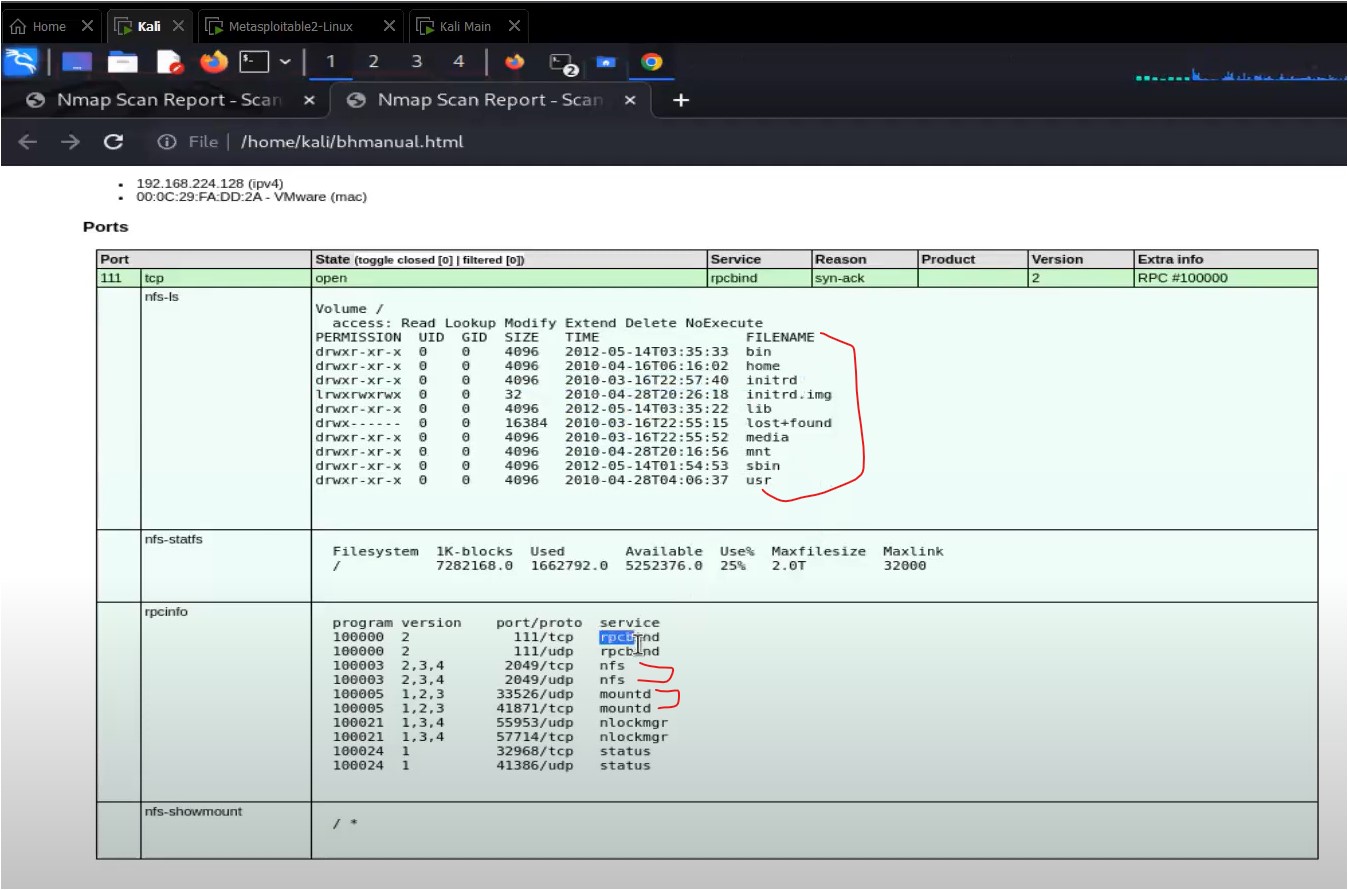 Home Kali Metasploitable2-Linux Kali Main
1 2 3 4 2
Nmap Scan Report - Scan Nmap Scan Report - Scan
File /home/kali/bhmanual.html
192.168.224.128 (ipv4)
00:0C:29:FA:DD:2A - VMware (mac)
Ports
Port State (toggle closed [0] | filtered [0]) Service Reason Product Version Extra info
111 tcp open rpcbind syn-ack 2 RPC #100000
nfs-ls
Volume /
access: Read Lookup Modify Extend Delete NoExecute
PERMISSION UID GID SIZE TIME FILENAME
drwxr-xr-x 0 0 4096 2012-05-14T03:35:33 bin
drwxr-xr-x 0 0 4096 2010-04-16T06:16:02 home
drwxr-xr-x 0 0 4096 2010-03-16T22:57:40 initrd
lrwxrwxrwx 0 0 32 2010-04-28T20:26:18 initrd.img
drwxr-xr-x 0 0 4096 2012-05-14T03:35:22 lib
drwx------ 0 0 16384 2010-03-16T22:55:15 lost+found
drwxr-xr-x 0 0 4096 2010-03-16T22:55:52 media
drwxr-xr-x 0 0 4096 2010-04-28T20:16:56 mnt
drwxr-xr-x 0 0 4096 2012-05-14T01:54:53 sbin
drwxr-xr-x 0 0 4096 2010-04-28T04:06:37 usr
nfs-statfs
Filesystem 1K-blocks Used Available Use% Maxfilesize Maxlink
/ 7282168.0 1662792.0 5252376.0 25% 2.0T 32000
rpcinfo
program version port/proto service
100000 2 111/tcp rpcbind
100000 2 111/udp rpcbind
100003 2,3,4 2049/tcp nfs
100003 2,3,4 2049/udp nfs
100005 1,2,3 33526/udp mountd
100005 1,2,3 41871/tcp mountd
100021 1,3,4 55953/udp nlockmgr
100021 1,3,4 57714/tcp nlockmgr
100024 1 32968/tcp status
100024 1 41386/udp status
nfs-showmount
/ *